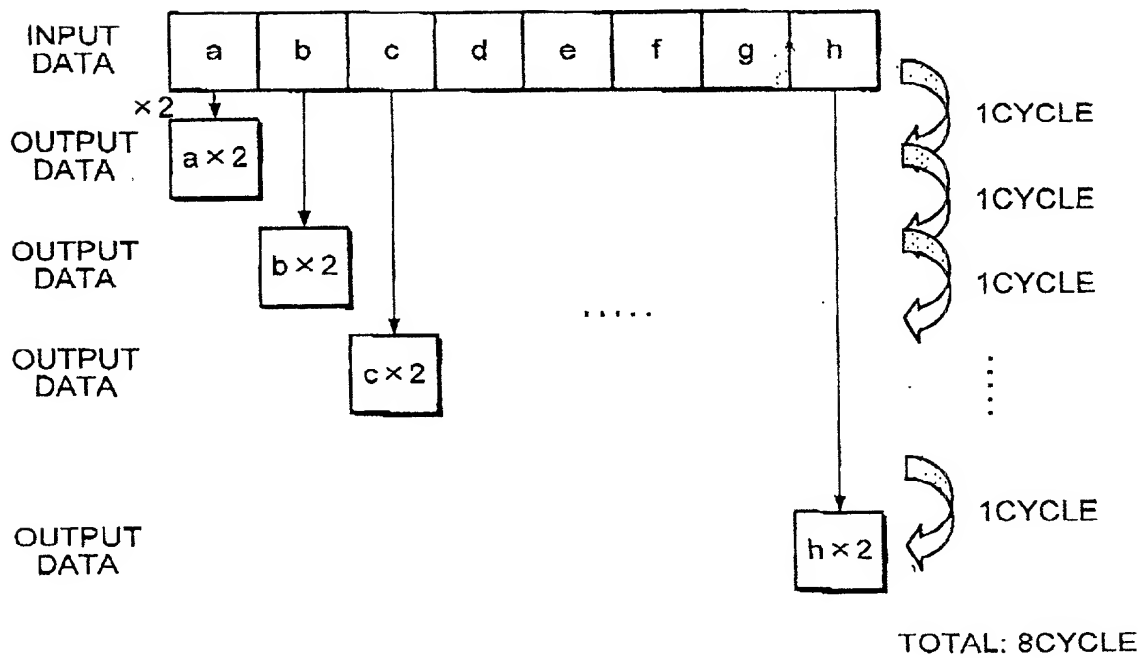 INPUT
DATA
a b c d e f g h
×2
1CYCLE
OUTPUT
DATA
a×2
1CYCLE
OUTPUT
DATA
b×2
1CYCLE
.....
OUTPUT
DATA
c×2
.....
1CYCLE
OUTPUT
DATA
h×2
TOTAL: 8CYCLE